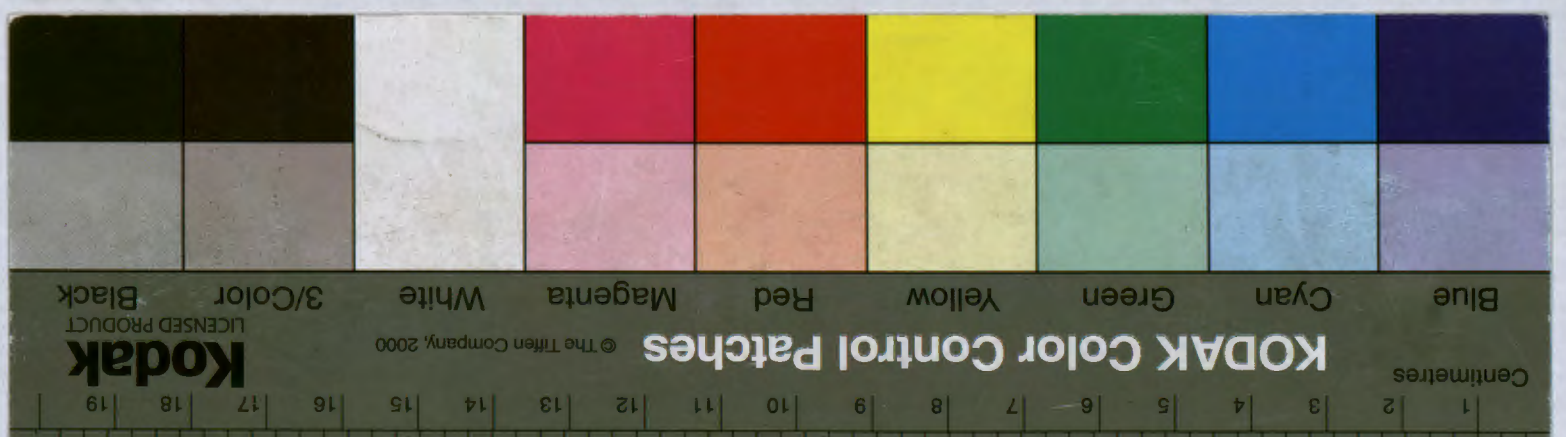 Centimetres
1 2 3 4 5 6 7 8 9 10 11 12 13 14 15 16 17 18 19
KODAK Color Control Patches © The Tiffen Company, 2000 Kodak
LICENSED PRODUCT
Blue Cyan Green Yellow Red Magenta White 3/Color Black